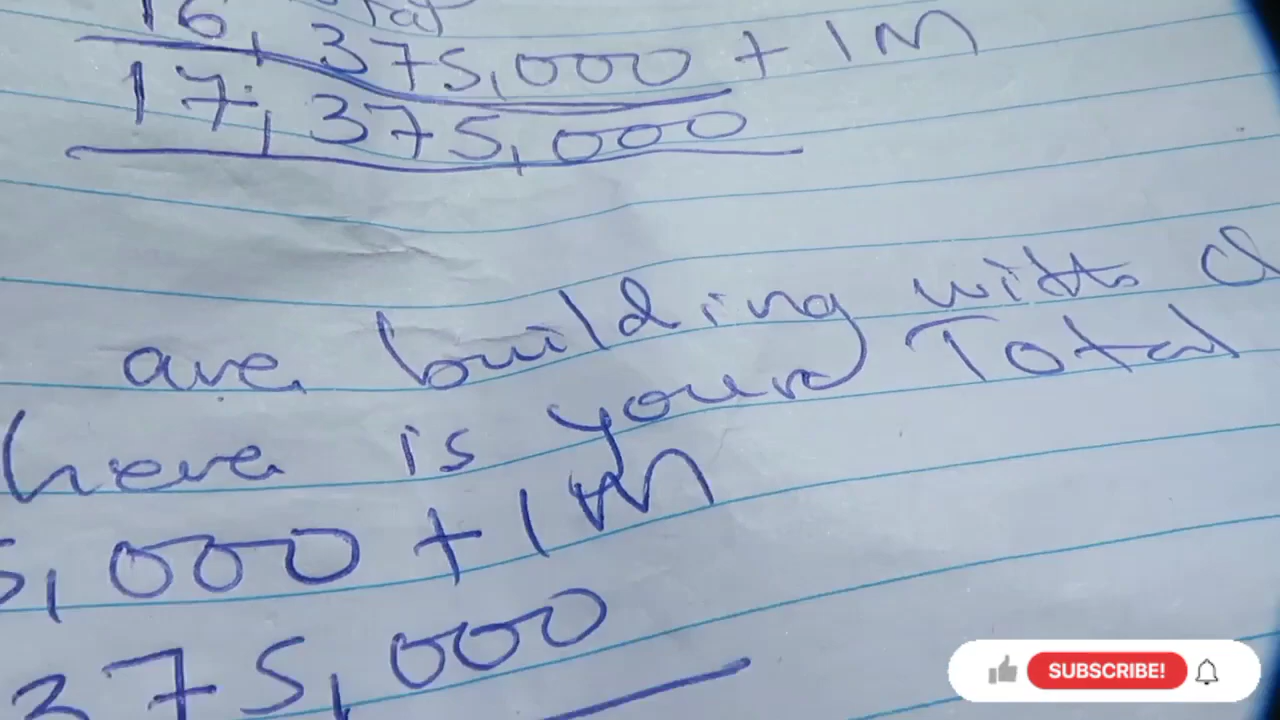 16,375,000 + 1M
17,375,000
are building with
here is your Total
5,000 + 1M
375,000
SUBSCRIBE!